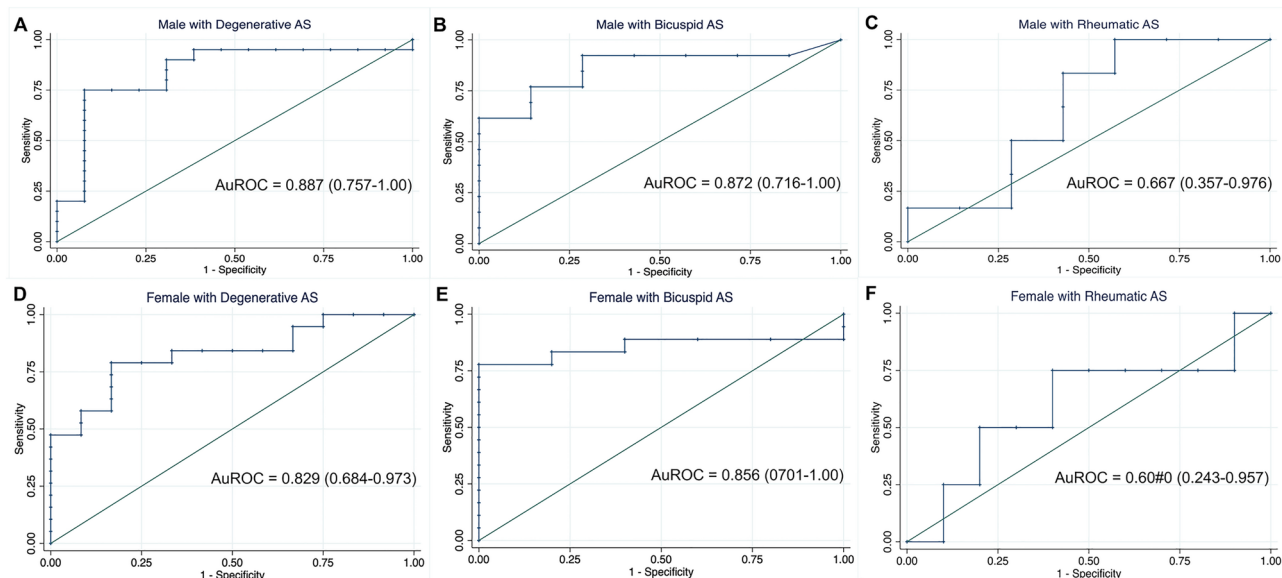 A
Male with Degenerative AS
1.00
0.75
0.50
0.25
0.00
Sensitivity
AuROC = 0.887 (0.757-1.00)
0.00 0.25 0.50 0.75 1.00
1 - Specificity
B
Male with Bicuspid AS
1.00
0.75
0.50
0.25
0.00
Sensitivity
AuROC = 0.872 (0.716-1.00)
0.00 0.25 0.50 0.75 1.00
1 - Specificity
C
Male with Rheumatic AS
1.00
0.75
0.50
0.25
0.00
Sensitivity
AuROC = 0.667 (0.357-0.976)
0.00 0.25 0.50 0.75 1.00
1 - Specificity
D
Female with Degenerative AS
1.00
0.75
0.50
0.25
0.00
Sensitivity
AuROC = 0.829 (0.684-0.973)
0.00 0.25 0.50 0.75 1.00
1 - Specificity
E
Female with Bicuspid AS
1.00
0.75
0.50
0.25
0.00
Sensitivity
AuROC = 0.856 (0701-1.00)
0.00 0.25 0.50 0.75 1.00
1 - Specificity
F
Female with Rheumatic AS
1.00
0.75
0.50
0.25
0.00
Sensitivity
AuROC = 0.60#0 (0.243-0.957)
0.00 0.25 0.50 0.75 1.00
1 - Specificity